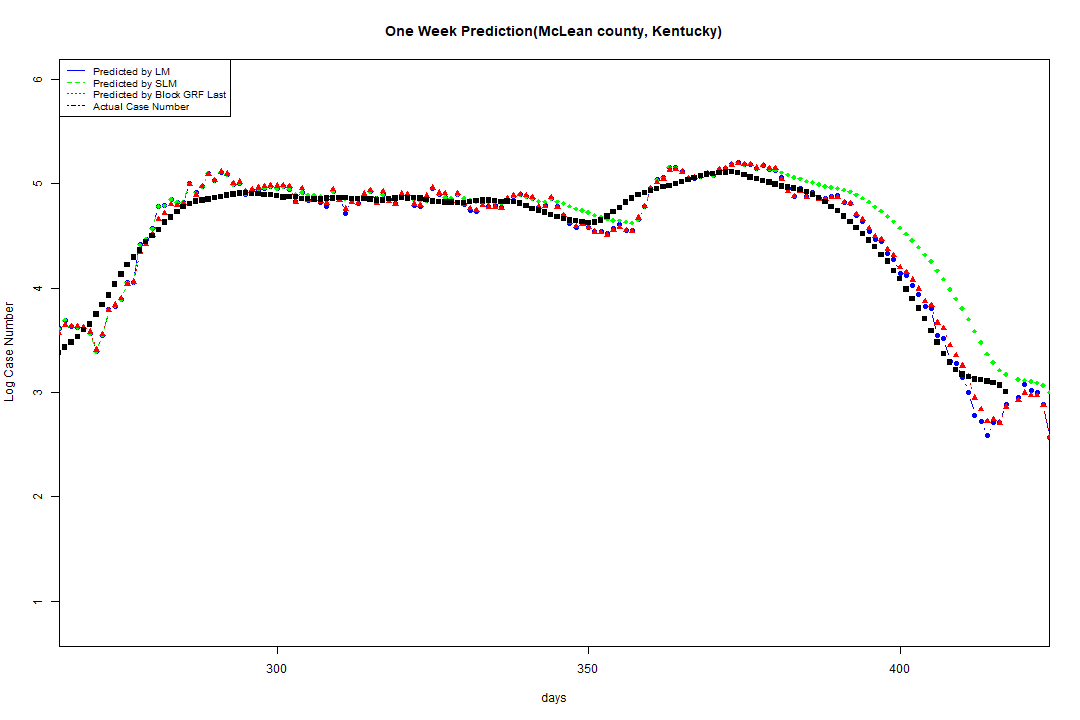 One Week Prediction(McLean county, Kentucky)
Predicted by LM
Predicted by SLM
Predicted by Block GRF Last
Actual Case Number
6
5
4
3
2
1
Log Case Number
300 350 400
days